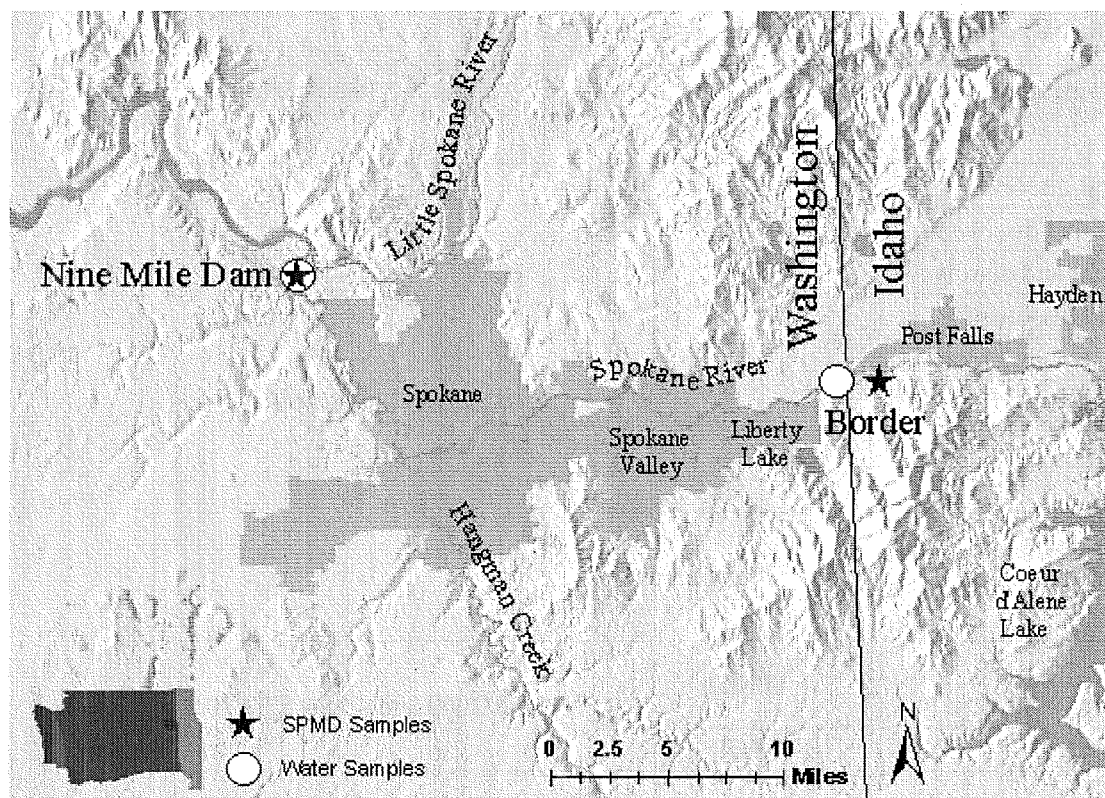 Little Spokane River
Washington
Idaho
Nine Mile Dam
Hayden
Post Falls
Spokane River
Spokane
Border
Liberty
Lake
Spokane
Valley
Hangman Creek
Coeur
d'Alene
Lake
N
SPMD Samples
Water Samples
0 2.5 5 10
Miles